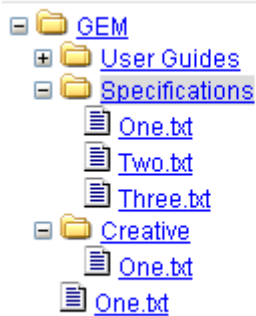 GEM
User Guides
Specifications
One.txt
Two.txt
Three.txt
Creative
One.txt
One.txt